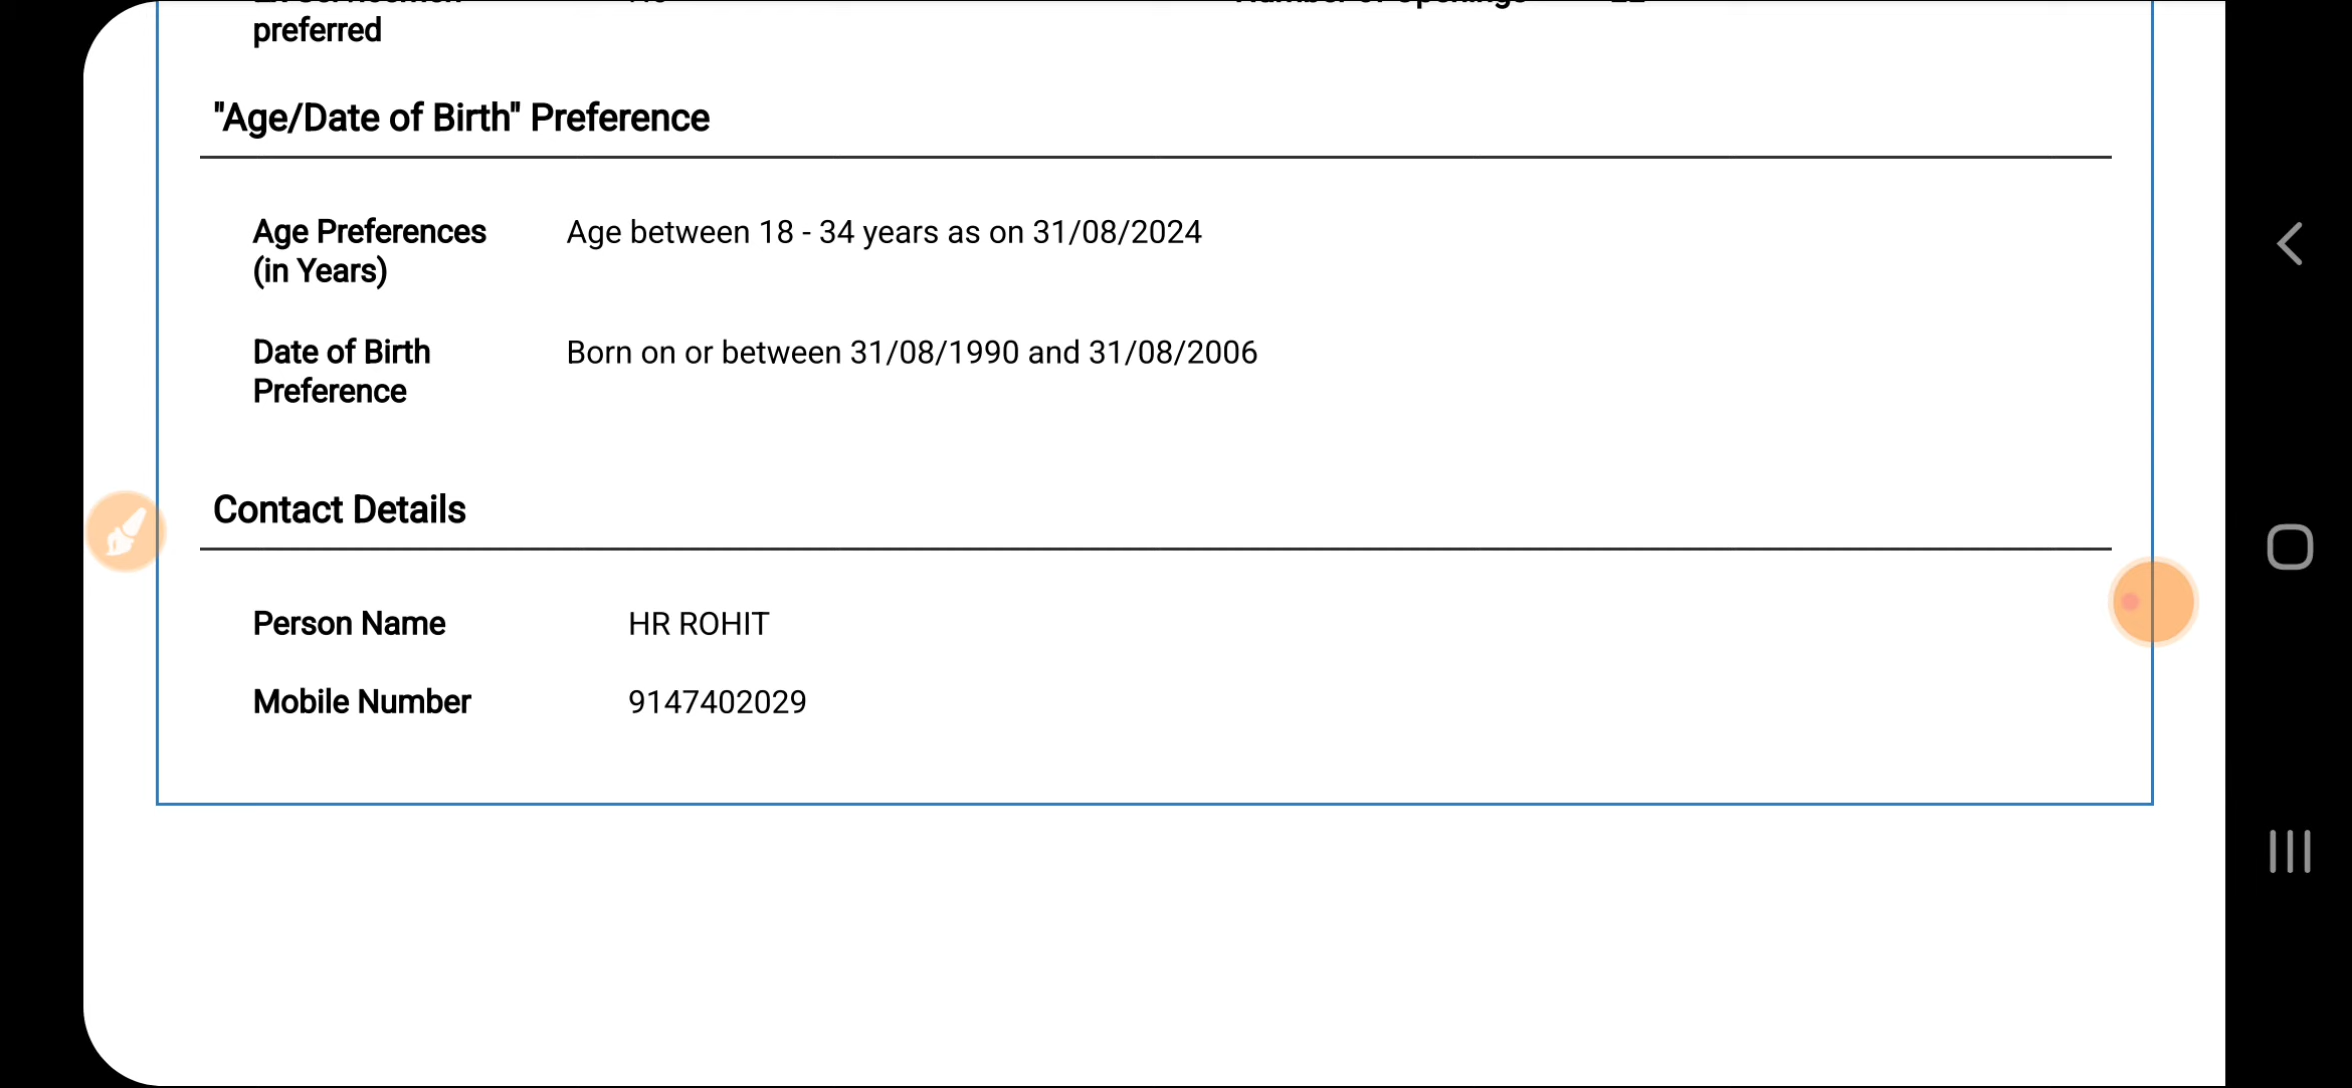 preferred
"Age/Date of Birth" Preference
Age Preferences Age between 18 - 34 years as on 31/08/2024
(in Years)
Date of Birth Born on or between 31/08/1990 and 31/08/2006
Preference
Contact Details
Person Name HR ROHIT
Mobile Number 9147402029